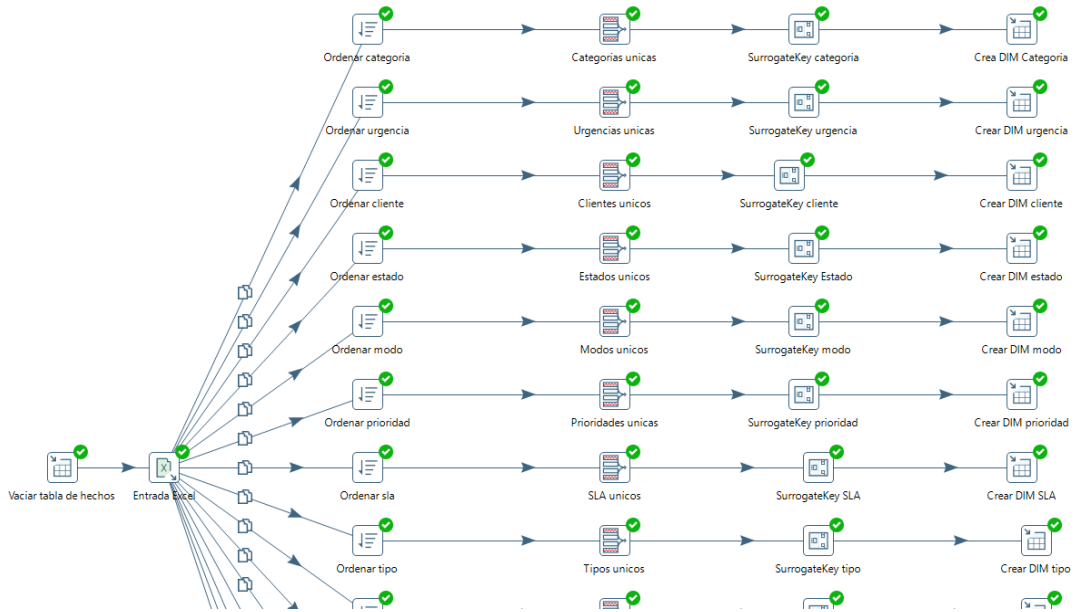 Ordenar categoria
Categorias unicas
SurrogateKey categoria
Crea DIM Categoria
Ordenar urgencia
Urgencias unicas
SurrogateKey urgencia
Crear DIM urgencia
Ordenar cliente
Clientes unicos
SurrogateKey cliente
Crear DIM cliente
Ordenar estado
Estados unicos
SurrogateKey Estado
Crear DIM estado
Ordenar modo
Modos unicos
SurrogateKey modo
Crear DIM modo
Ordenar prioridad
Prioridades unicas
SurrogateKey prioridad
Crear DIM prioridad
Vaciar tabla de hechos
Entrada Excel
Ordenar sla
SLA unicos
SurrogateKey SLA
Crear DIM SLA
Ordenar tipo
Tipos unicos
SurrogateKey tipo
Crear DIM tipo